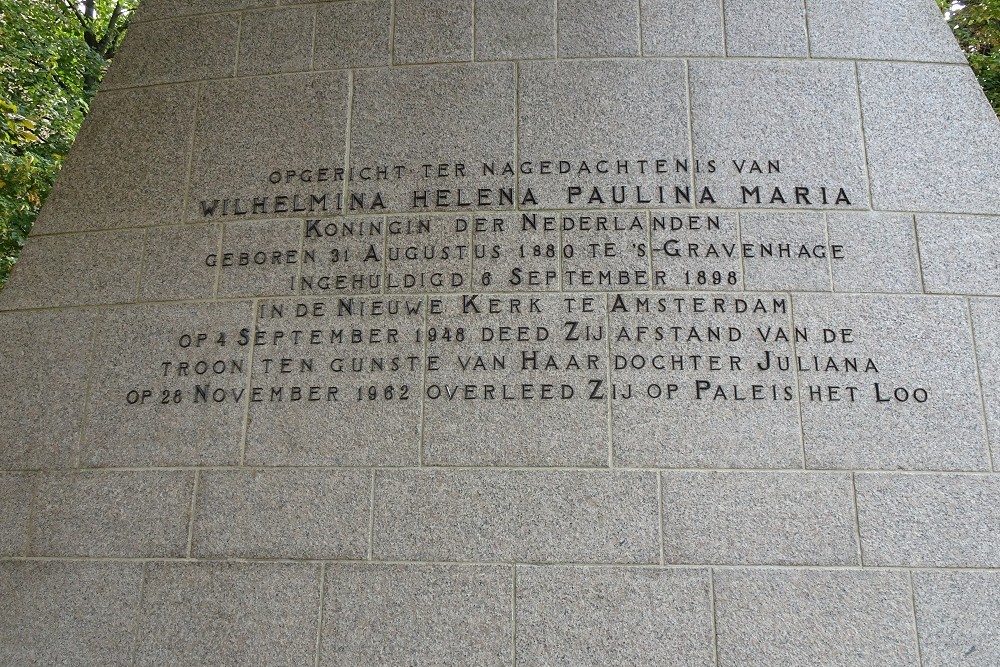 OPGERICHT TER NAGEDACHTENIS VAN
WILHELMINA HELENA PAULINA MARIA
KONINGIN DER NEDERLANDEN
GEBOREN 31 AUGUSTUS 1880 TE 'S-GRAVENHAGE
INGEHULDIGD 6 SEPTEMBER 1898
IN DE NIEUWE KERK TE AMSTERDAM
OP 4 SEPTEMBER 1948 DEED ZIJ AFSTAND VAN DE
TROON TEN GUNSTE VAN HAAR DOCHTER JULIANA
OP 28 NOVEMBER 1962 OVERLEED ZIJ OP PALEIS HET LOO